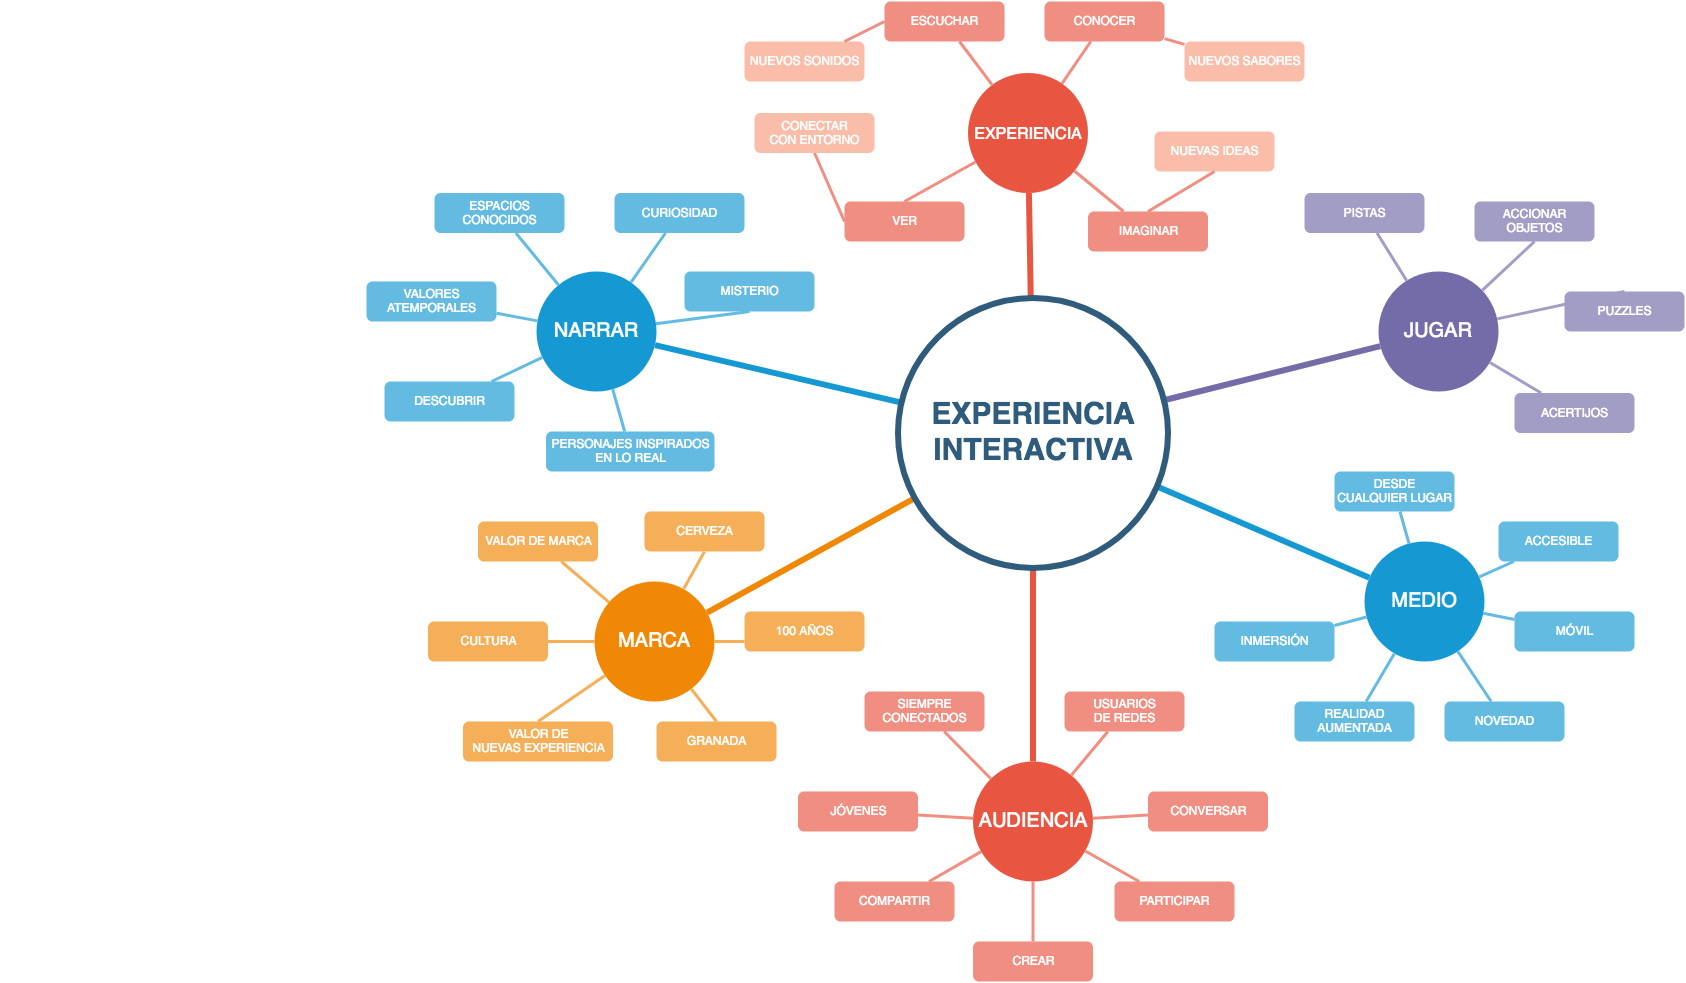 ESCUCHAR
CONOCER
NUEVOS SONIDOS
NUEVOS SABORES
EXPERIENCIA
CONECTAR
CON ENTORNO
NUEVAS IDEAS
VER
IMAGINAR
ESPACIOS
CONOCIDOS
CURIOSIDAD
VALORES
ATEMPORALES
MISTERIO
NARRAR
DESCUBRIR
PERSONAJES INSPIRADOS
EN LO REAL
PISTAS
ACCIONAR
OBJETOS
PUZZLES
JUGAR
ACERTIJOS
EXPERIENCIA
INTERACTIVA
VALOR DE MARCA
CERVEZA
CULTURA
MARCA
100 AÑOS
VALOR DE
NUEVAS EXPERIENCIA
GRANADA
DESDE
CUALQUIER LUGAR
ACCESIBLE
MEDIO
INMERSIÓN
MÓVIL
REALIDAD
AUMENTADA
NOVEDAD
SIEMPRE
CONECTADOS
USUARIOS
DE REDES
JÓVENES
AUDIENCIA
CONVERSAR
COMPARTIR
PARTICIPAR
CREAR